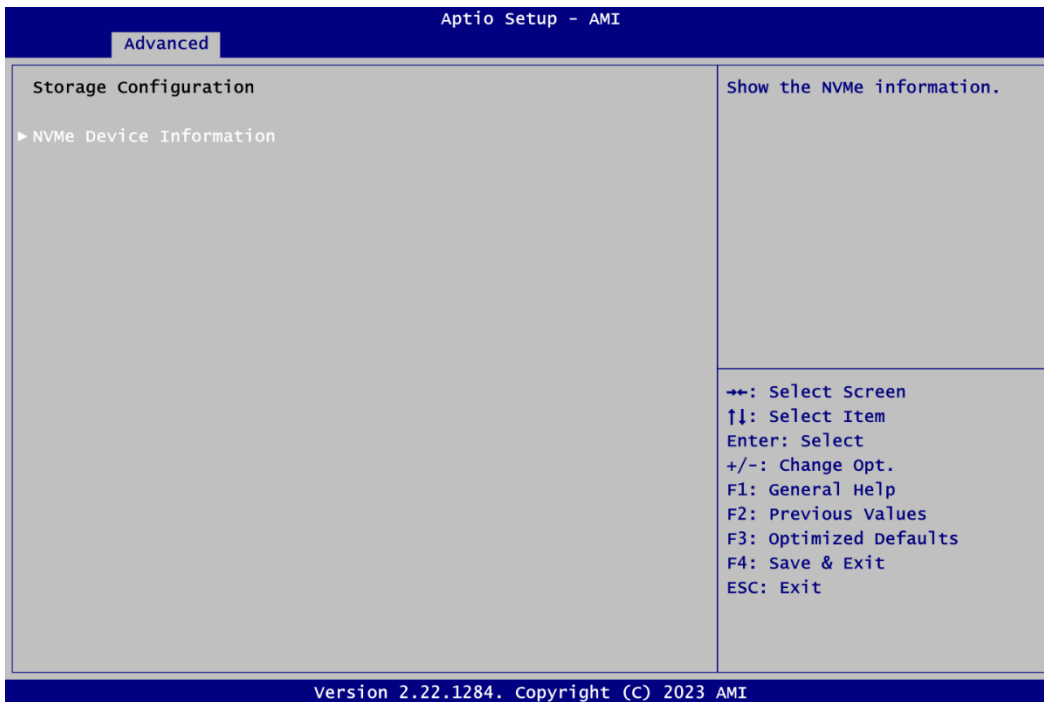 Aptio Setup - AMI
Advanced
Storage Configuration
▶ NVMe Device Information
Show the NVMe information.
→←: Select Screen
↑↓: Select Item
Enter: Select
+/-: Change Opt.
F1: General Help
F2: Previous Values
F3: Optimized Defaults
F4: Save & Exit
ESC: Exit
Version 2.22.1284. Copyright (C) 2023 AMI